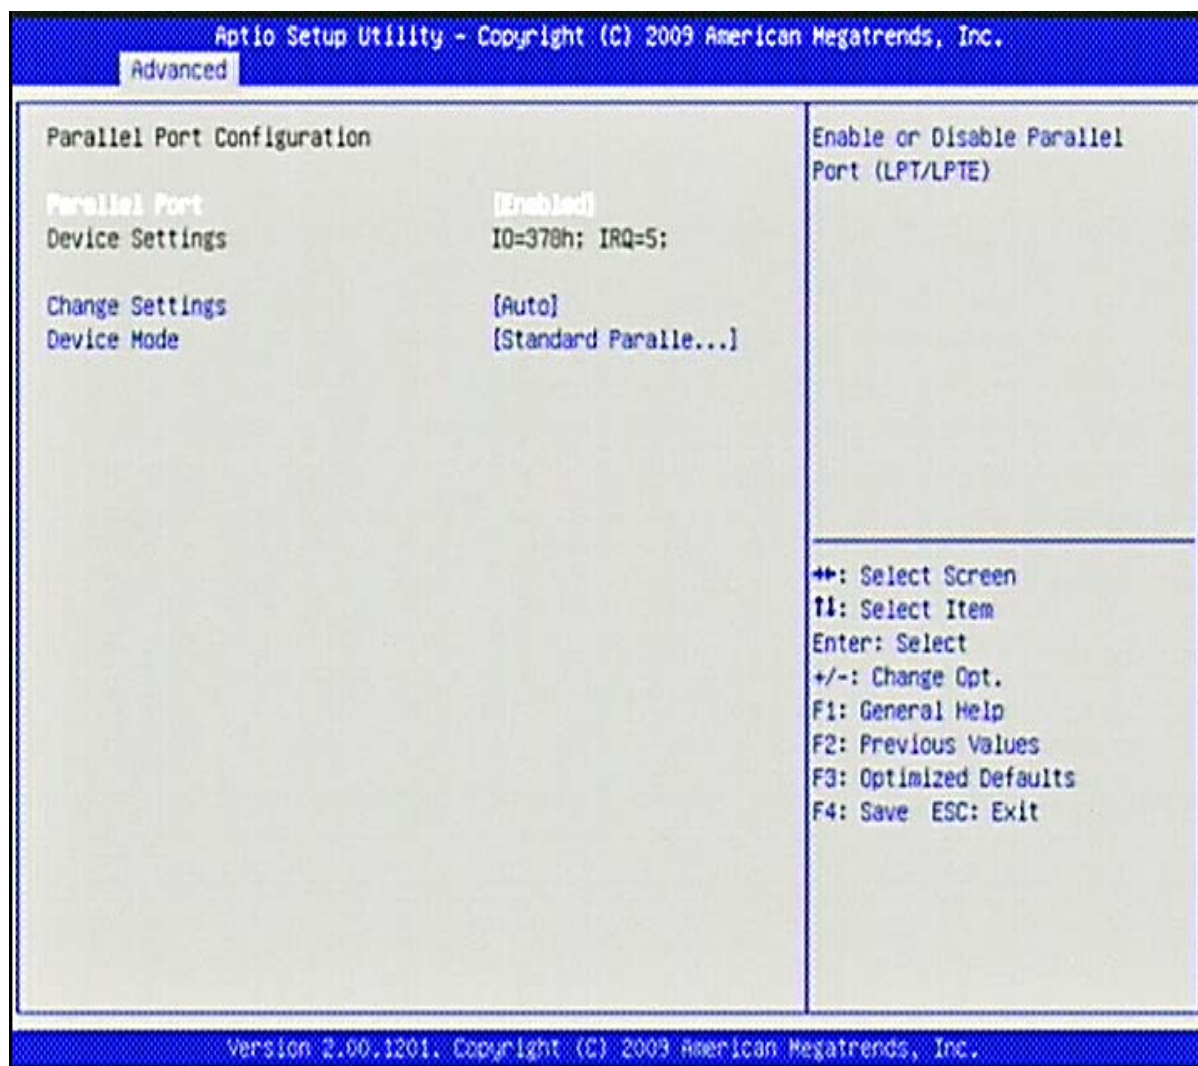 Aptio Setup Utility - Copyright (C) 2009 American Megatrends, Inc.
Advanced
Parallel Port Configuration
Parallel Port [Enabled]
Device Settings IO=378h; IRQ=5;
Change Settings [Auto]
Device Mode [Standard Paralle...]
Enable or Disable Parallel
Port (LPT/LPTE)
→←: Select Screen
↑↓: Select Item
Enter: Select
+/-: Change Opt.
F1: General Help
F2: Previous Values
F3: Optimized Defaults
F4: Save ESC: Exit
Version 2.00.1201. Copyright (C) 2009 American Megatrends, Inc.